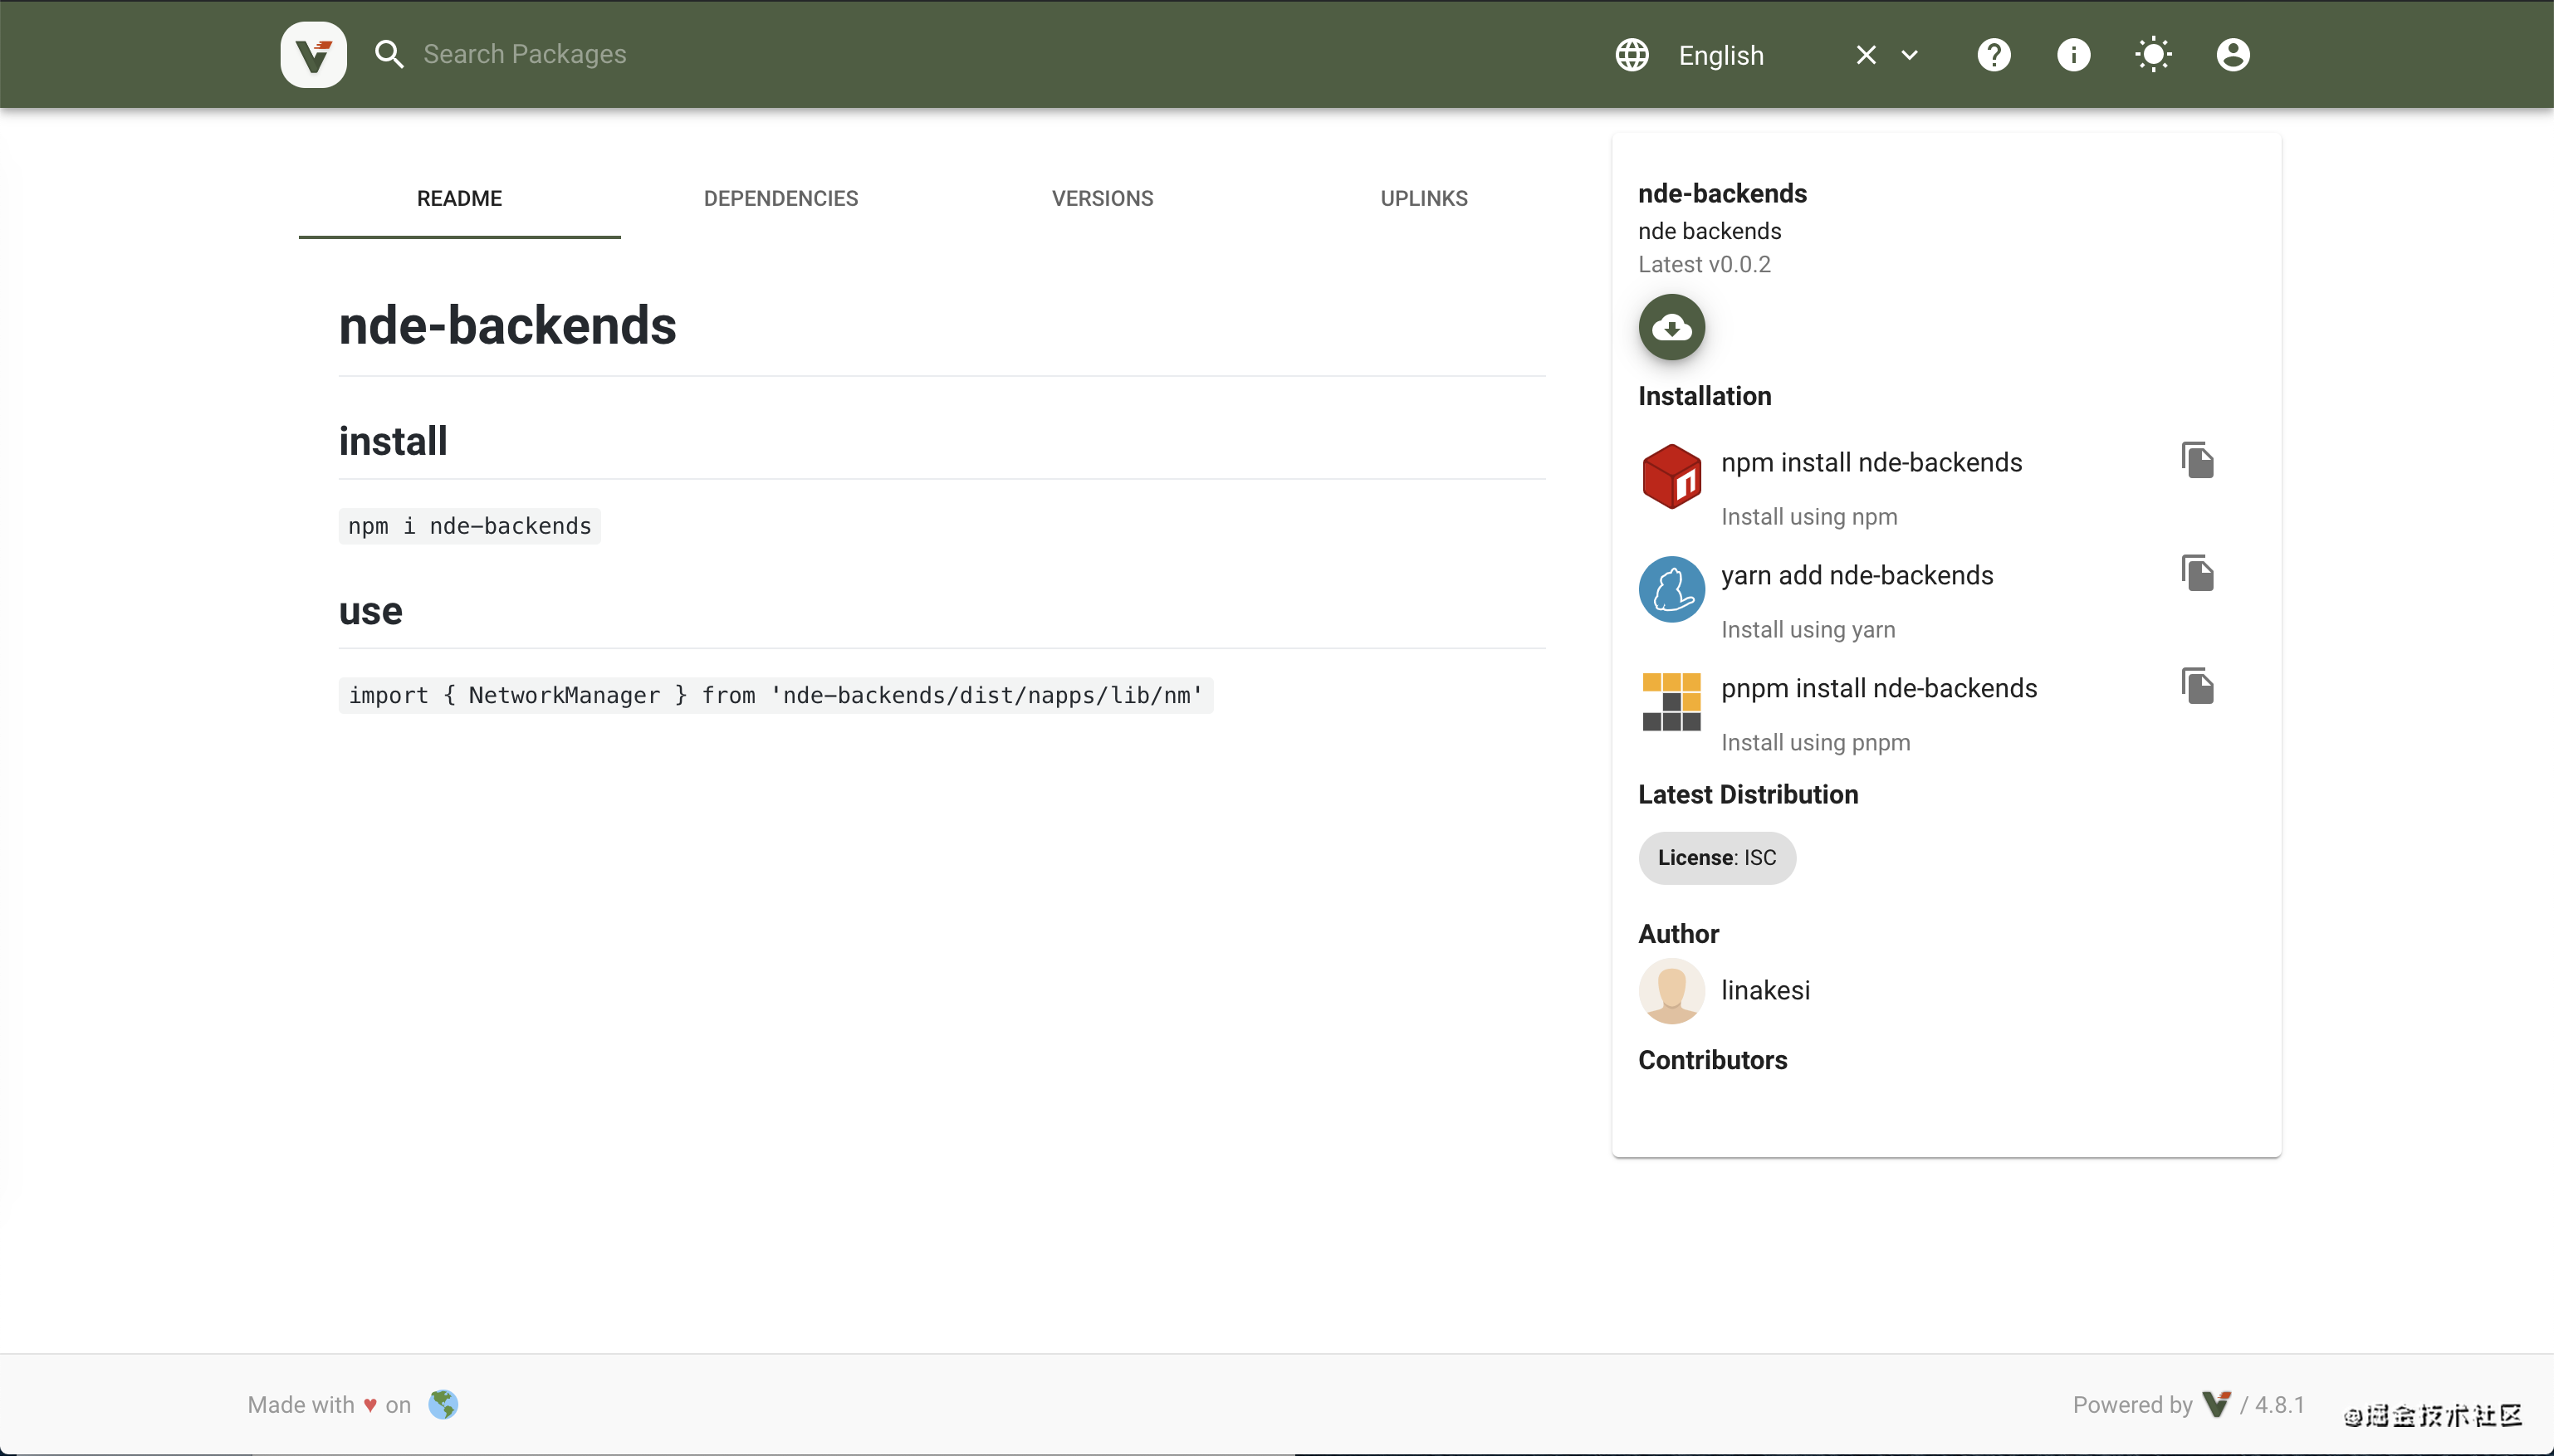 Search Packages
English
README
DEPENDENCIES
VERSIONS
UPLINKS
nde-backends
install
npm i nde-backends
use
import { NetworkManager } from 'nde-backends/dist/napps/lib/nm'
nde-backends
nde backends
Latest v0.0.2
Installation
npm install nde-backends
Install using npm
yarn add nde-backends
Install using yarn
pnpm install nde-backends
Install using pnpm
Latest Distribution
License: ISC
Author
linakesi
Contributors
Made with ♥ on
Powered by / 4.8.1
@掘金技术社区